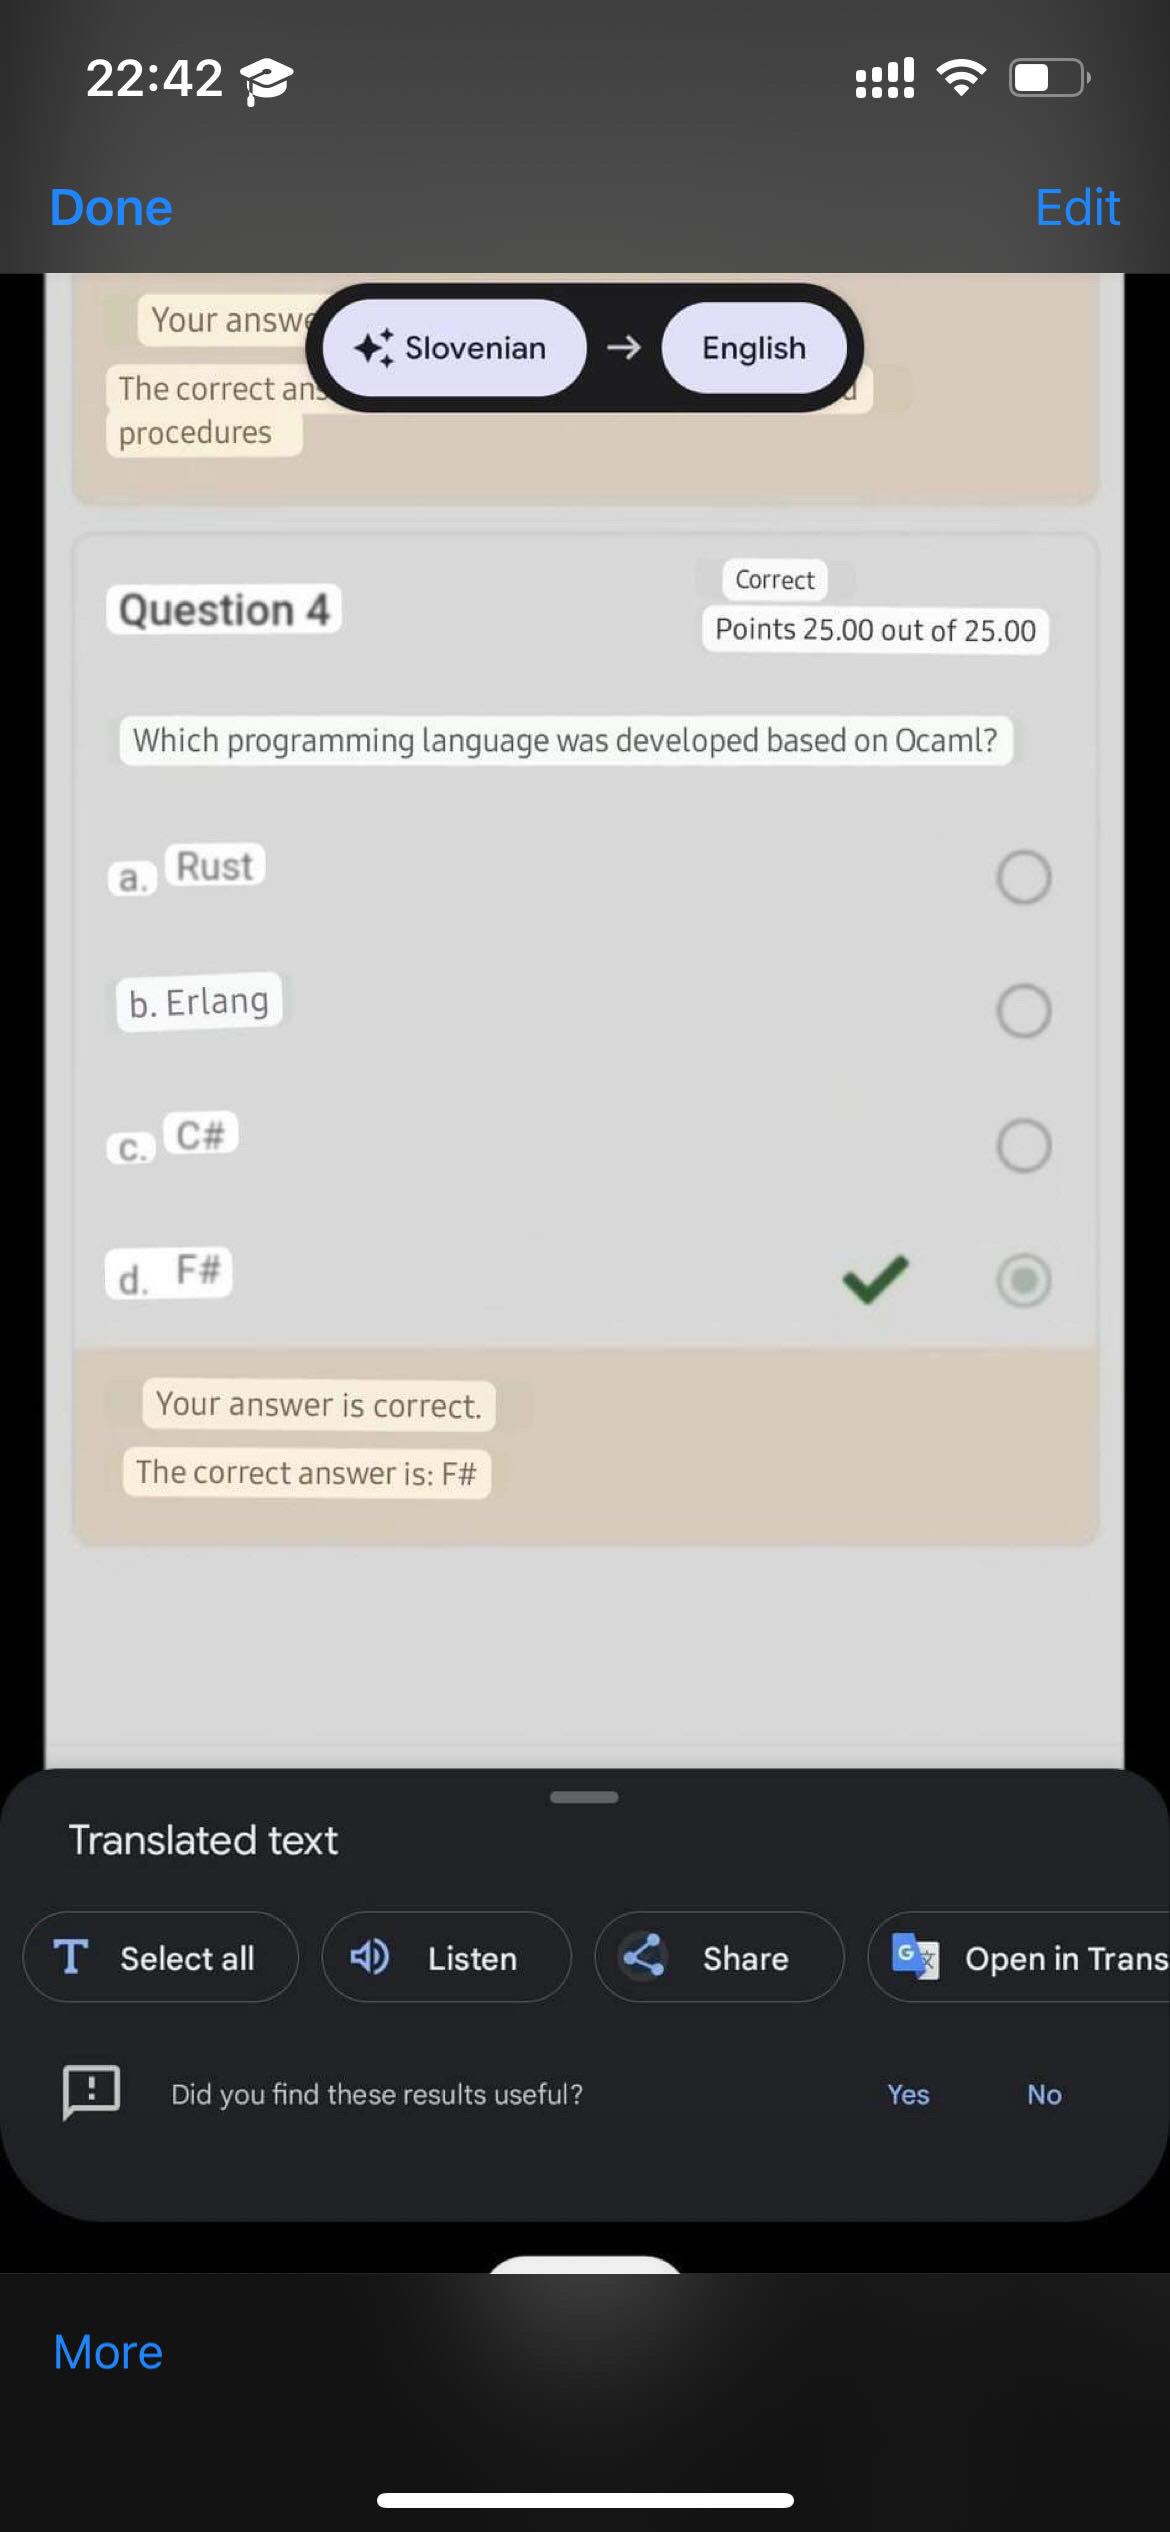 22:42
Done
Edit
Your answe
Slovenian → English
The correct ans
procedures
Question 4
Correct
Points 25.00 out of 25.00
Which programming language was developed based on Ocaml?
a. Rust
b. Erlang
c. C#
d. F#
Your answer is correct.
The correct answer is: F#
Translated text
Select all
Listen
Share
Open in Trans
Did you find these results useful?
Yes
No
More